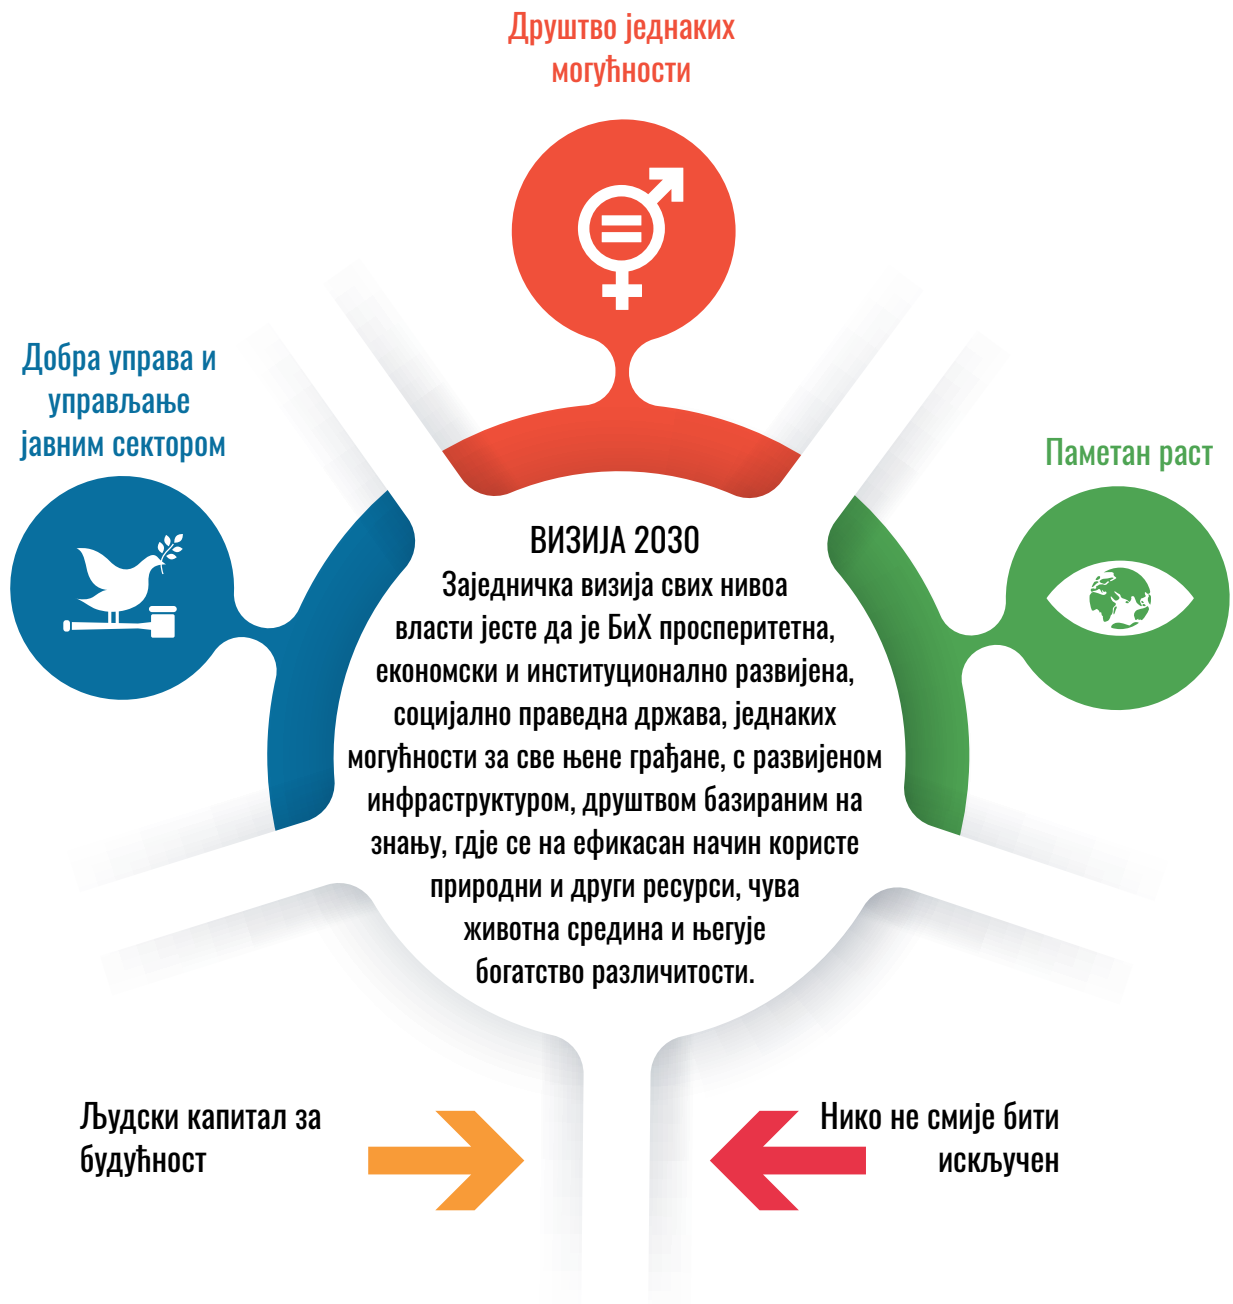 Друштво једнаких
могућности
Добра управа и
управљање
јавним сектором
Паметан раст
ВИЗИЈА 2030
Заједничка визија свих нивоа
власти јесте да је БиХ просперитетна,
економски и институционално развијена,
социјално праведна држава, једнаких
могућности за све њене грађане, с развијеном
инфраструктуром, друштвом базираним на
знању, гдје се на ефикасан начин користе
природни и други ресурси, чува
животна средина и његује
богатство различитости.
Људски капитал за
будућност
Нико не смије бити
искључен